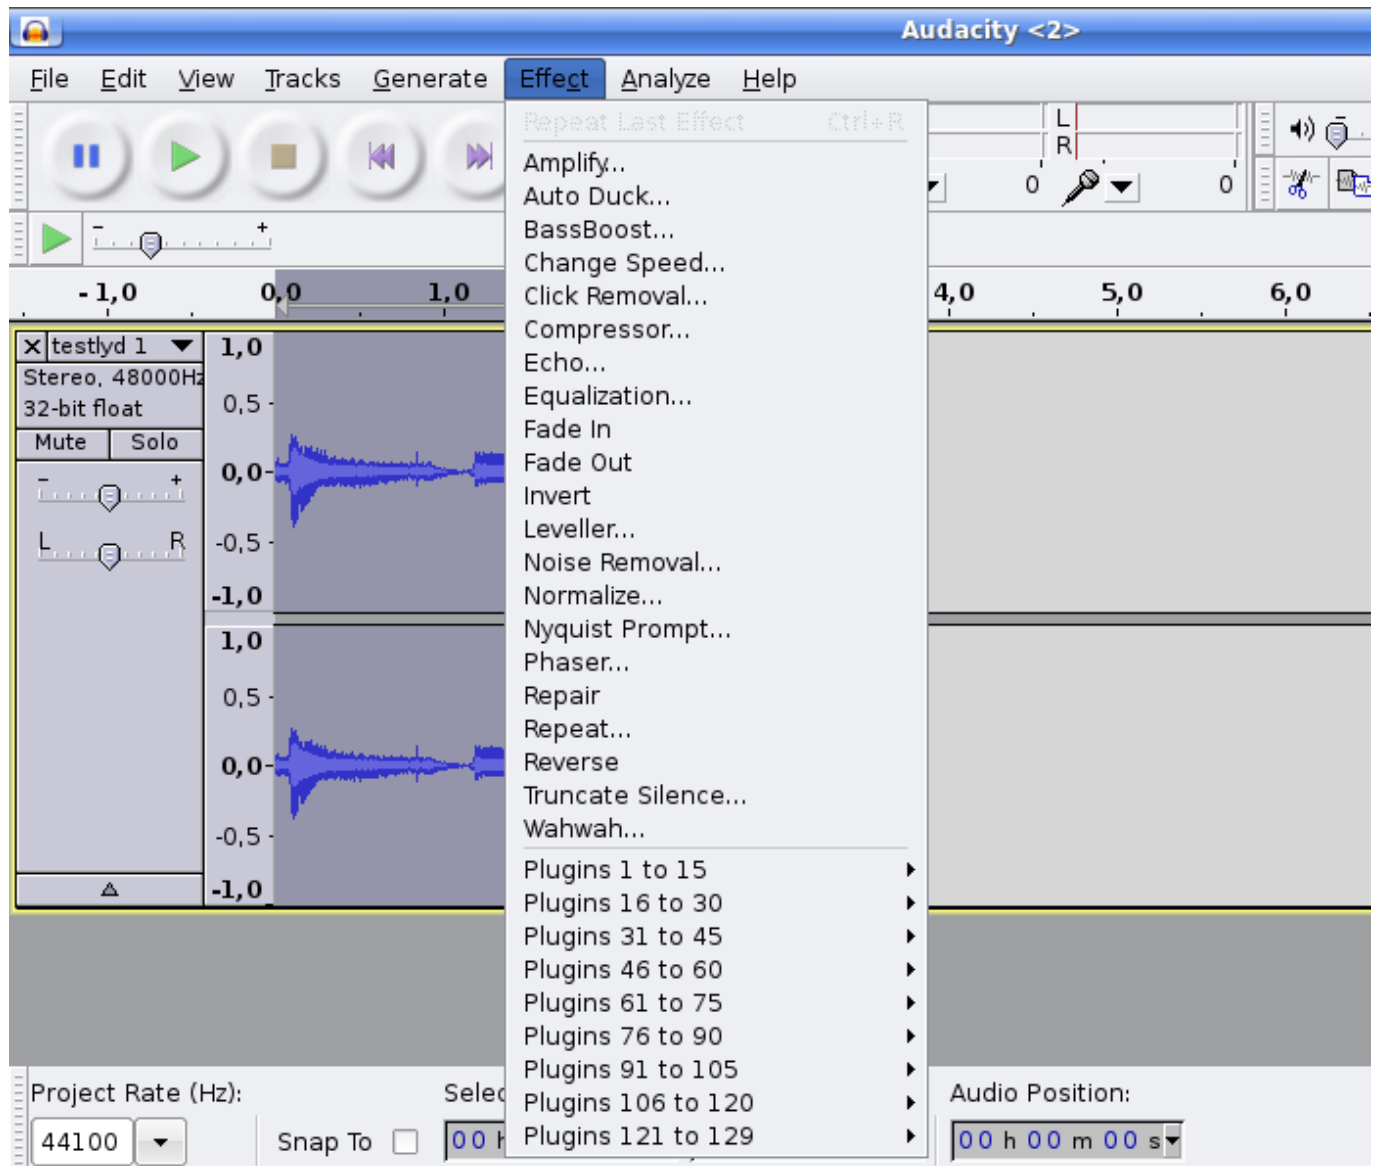 Audacity <2>
File Edit View Tracks Generate Effect Analyze Help
Repeat Last Effect Ctrl+R
Amplify...
Auto Duck...
BassBoost...
Change Speed...
Click Removal...
Compressor...
Echo...
Equalization...
Fade In
Fade Out
Invert
Leveller...
Noise Removal...
Normalize...
Nyquist Prompt...
Phaser...
Repair
Repeat...
Reverse
Truncate Silence...
Wahwah...
Plugins 1 to 15
Plugins 16 to 30
Plugins 31 to 45
Plugins 46 to 60
Plugins 61 to 75
Plugins 76 to 90
Plugins 91 to 105
Plugins 106 to 120
Plugins 121 to 129
L
R
0 0
- +
-1,0 0,0 1,0 4,0 5,0 6,0
x testlyd 1
Stereo, 48000Hz
32-bit float
Mute Solo
- +
L R
1,0
0,5
0,0
-0,5
-1,0
1,0
0,5
0,0
-0,5
-1,0
Project Rate (Hz):
44100
Snap To
00
Audio Position:
00 h 00 m 00 s